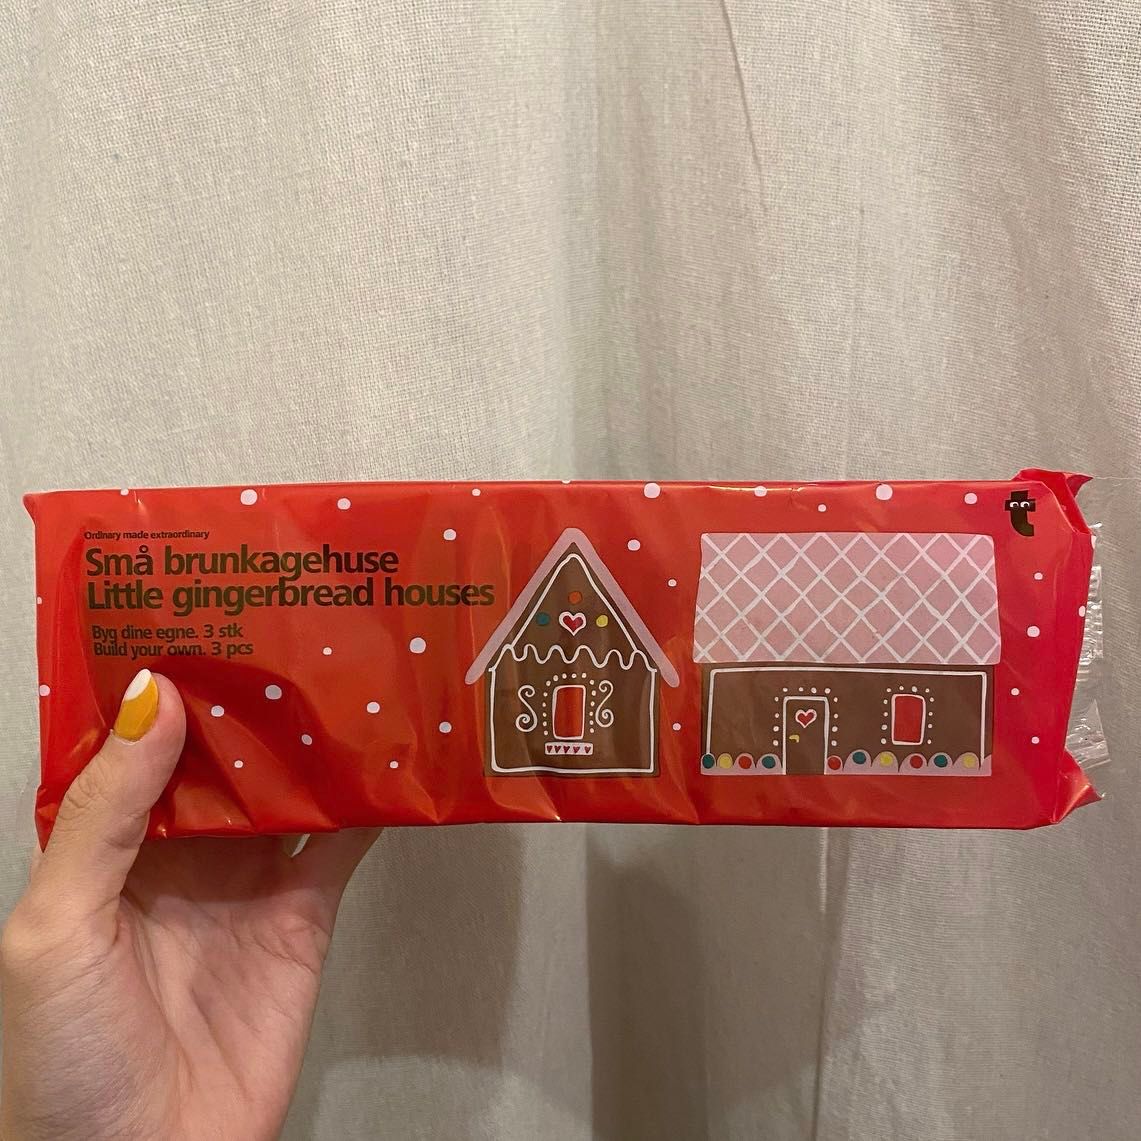 Ordinary made extraordinary
Små brunkagehuse
Little gingerbread houses
Byg dine egne. 3 stk
Build your own. 3 pcs
t